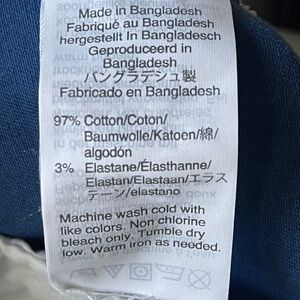 Made in Bangladesh
Fabriqué au Bangladesh
hergestellt In Bangladesch
Geproduceerd in
Bangladesh
バングラデシュ製
Fabricado en Bangladesh
97% Cotton/Coton/
Baumwolle/Katoen/綿/
algodón
3% Elastane/Élasthanne/
Elastan/Elastaan/エラス
テーン/elastano
Machine wash cold with
like colors. Non chlorine
bleach only. Tumble dry
low. Warm iron as needed.